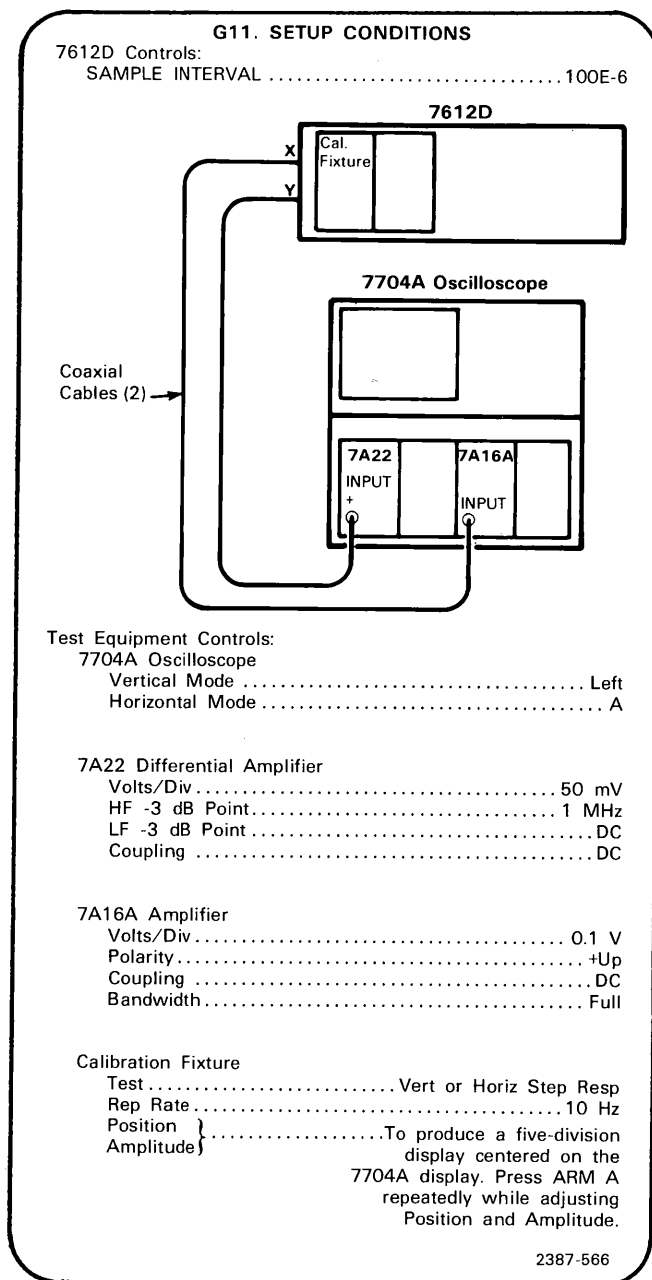 G11. SETUP CONDITIONS
7612D Controls:
SAMPLE INTERVAL ................................100E-6
7612D
X
Cal.
Fixture
Y
7704A Oscilloscope
Coaxial
Cables (2)
7A22
7A16A
INPUT
+
INPUT
Test Equipment Controls:
7704A Oscilloscope
Vertical Mode ..................................... Left
Horizontal Mode ...................................... A
7A22 Differential Amplifier
Volts/Div ........................................ 50 mV
HF -3 dB Point .................................. 1 MHz
LF -3 dB Point ..................................... DC
Coupling ........................................... DC
7A16A Amplifier
Volts/Div ........................................ 0.1 V
Polarity ........................................... +Up
Coupling ........................................... DC
Bandwidth .......................................... Full
Calibration Fixture
Test ........................... Vert or Horiz Step Resp
Rep Rate ......................................... 10 Hz
Position
Amplitude} ...................To produce a five-division
display centered on the
7704A display. Press ARM A
repeatedly while adjusting
Position and Amplitude.
2387-566